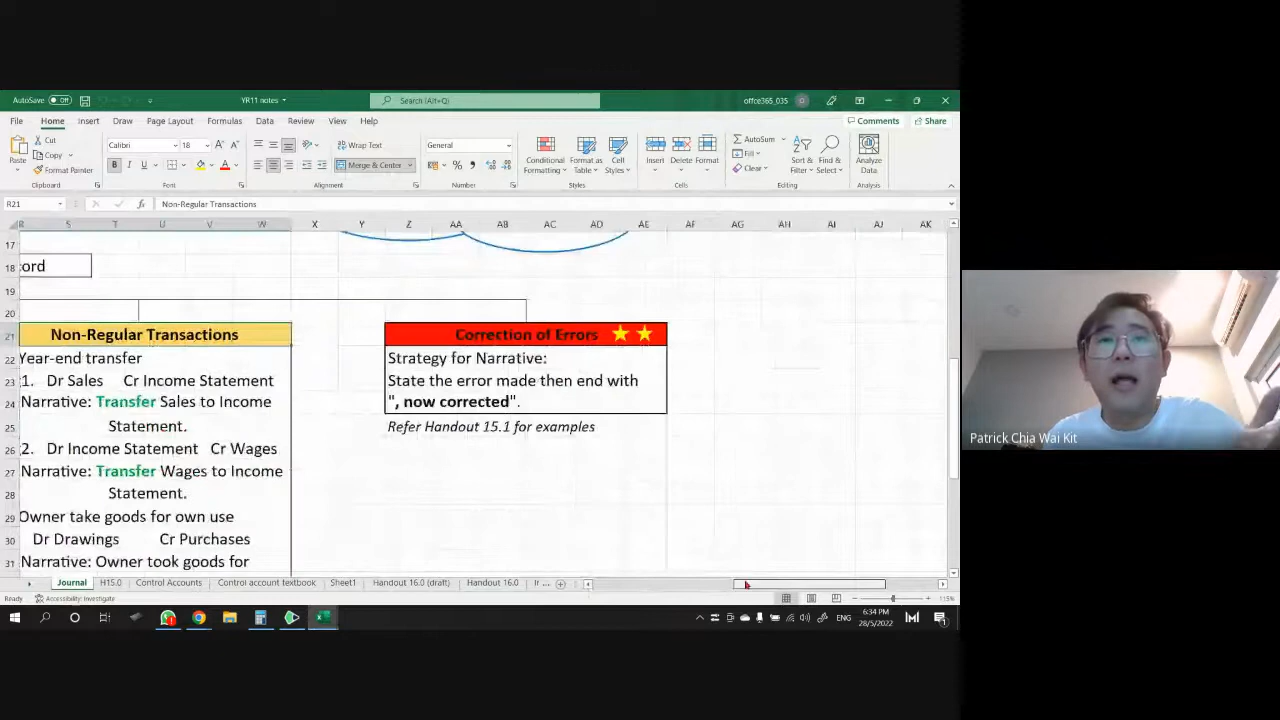 AutoSave Off YR11 notes Search (Alt+Q) offce365_035
File Home Insert Draw Page Layout Formulas Data Review View Help Comments Share
Paste Cut Copy Format Painter
Calibri 18
Wrap Text Merge & Center
General
Conditional Formatting Format as Table Cell Styles
Insert Delete Format
AutoSum Fill Clear
Sort & Filter Find & Select Analyze Data
Clipboard Font Alignment Number Styles Cells Editing Analysis
R21 Non-Regular Transactions
R S T U V W X Y Z AA AB AC AD AE AF AG AH AI AJ AK
17
18 ord
19
20
21 Non-Regular Transactions Correction of Errors
22 Year-end transfer Strategy for Narrative:
23 1. Dr Sales Cr Income Statement State the error made then end with
24 Narrative: Transfer Sales to Income ", now corrected".
25 Statement. Refer Handout 15.1 for examples
26 2. Dr Income Statement Cr Wages
27 Narrative: Transfer Wages to Income
28 Statement.
29 Owner take goods for own use
30 Dr Drawings Cr Purchases
31 Narrative: Owner took goods for
Journal H15.0 Control Accounts Control account textbook Sheet1 Handout 16.0 (draft) Handout 16.0 Ir ...
Ready Accessibility: Investigate 115%
ENG 6:34 PM
28/5/2022
Patrick Chia Wai Kit